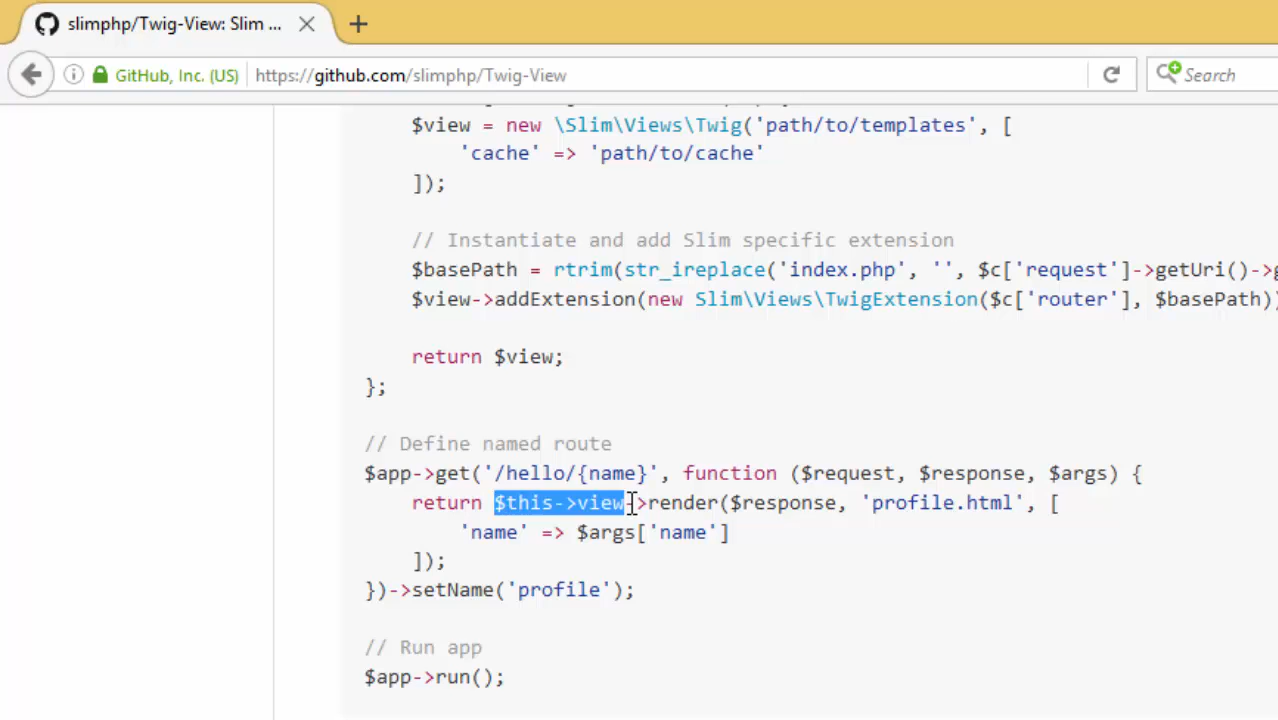 slimphp/Twig-View: Slim ...
GitHub, Inc. (US) https://github.com/slimphp/Twig-View Search
$view = new \Slim\Views\Twig('path/to/templates', [
'cache' => 'path/to/cache'
]);
// Instantiate and add Slim specific extension
$basePath = rtrim(str_ireplace('index.php', '', $c['request']->getUri()->g
$view->addExtension(new Slim\Views\TwigExtension($c['router'], $basePath))
return $view;
};
// Define named route
$app->get('/hello/{name}', function ($request, $response, $args) {
return $this->view->render($response, 'profile.html', [
'name' => $args['name']
]);
})->setName('profile');
// Run app
$app->run();